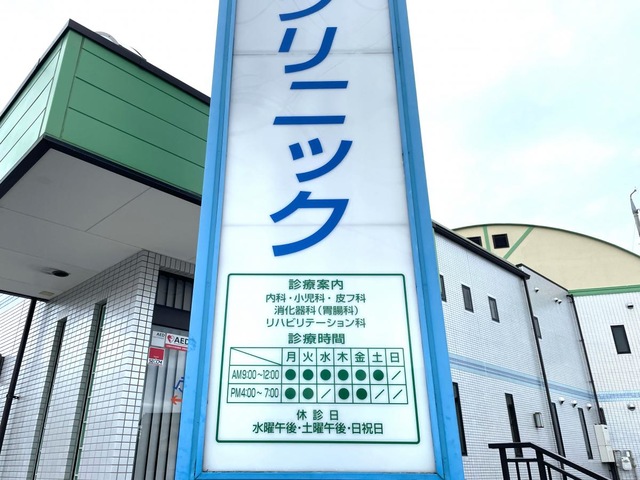 クリニック
診療案内
内科・小児科・皮フ科
消化器科(胃腸科)
リハビリテーション科
診療時間
月 火 水 木 金 土 日
AM9:00~12:00 ● ● ● ● ● ● ／
PM4:00~7:00 ● ● ／ ● ● ／ ／
休診日
水曜午後・土曜午後・日祝日
AED